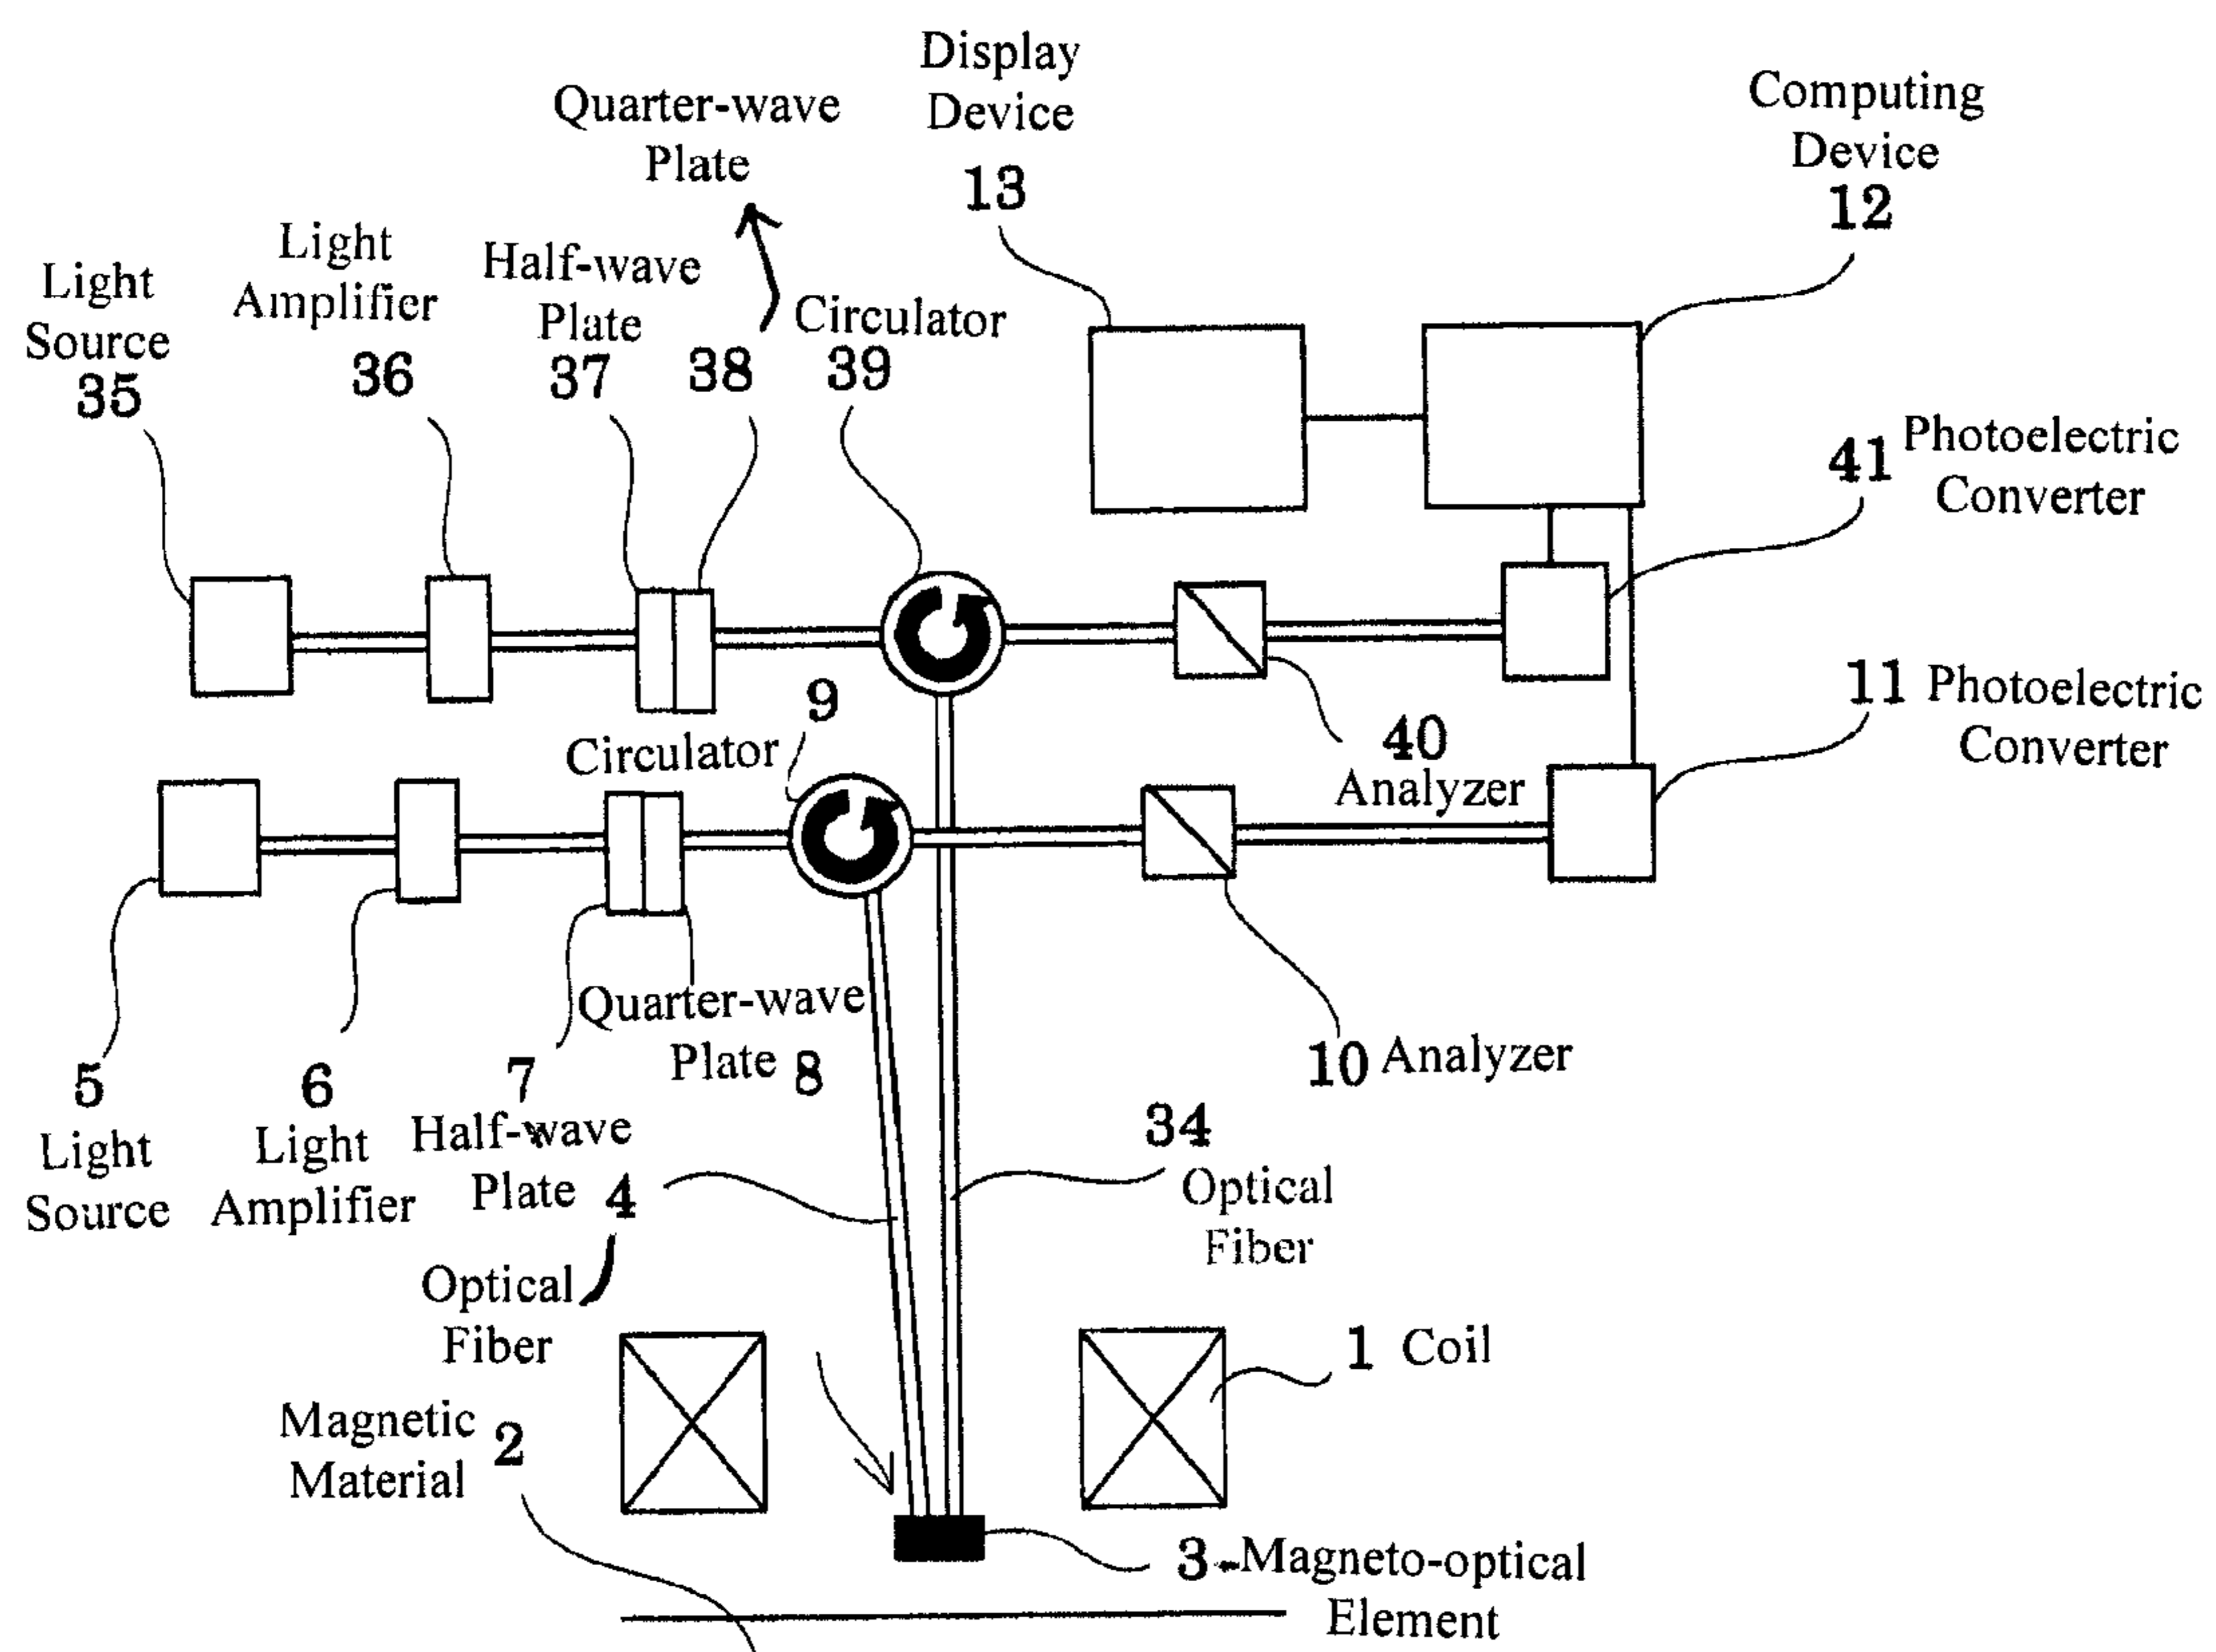 Display
Device
13
Computing
Device
12
Quarter-wave
Plate
Light
Amplifier
36
Half-wave
Plate
37
38
Circulator
39
Light
Source
35
41 Photoelectric
Converter
9
Circulator
40
Analyzer
11 Photoelectric
Converter
Quarter-wave
Plate 8
10 Analyzer
5
Light
Source
6
Light
Amplifier
7
Half-wave
Plate
4
Optical
Fiber
34
Optical
Fiber
1 Coil
Magnetic
Material
2
3-Magneto-optical
Element